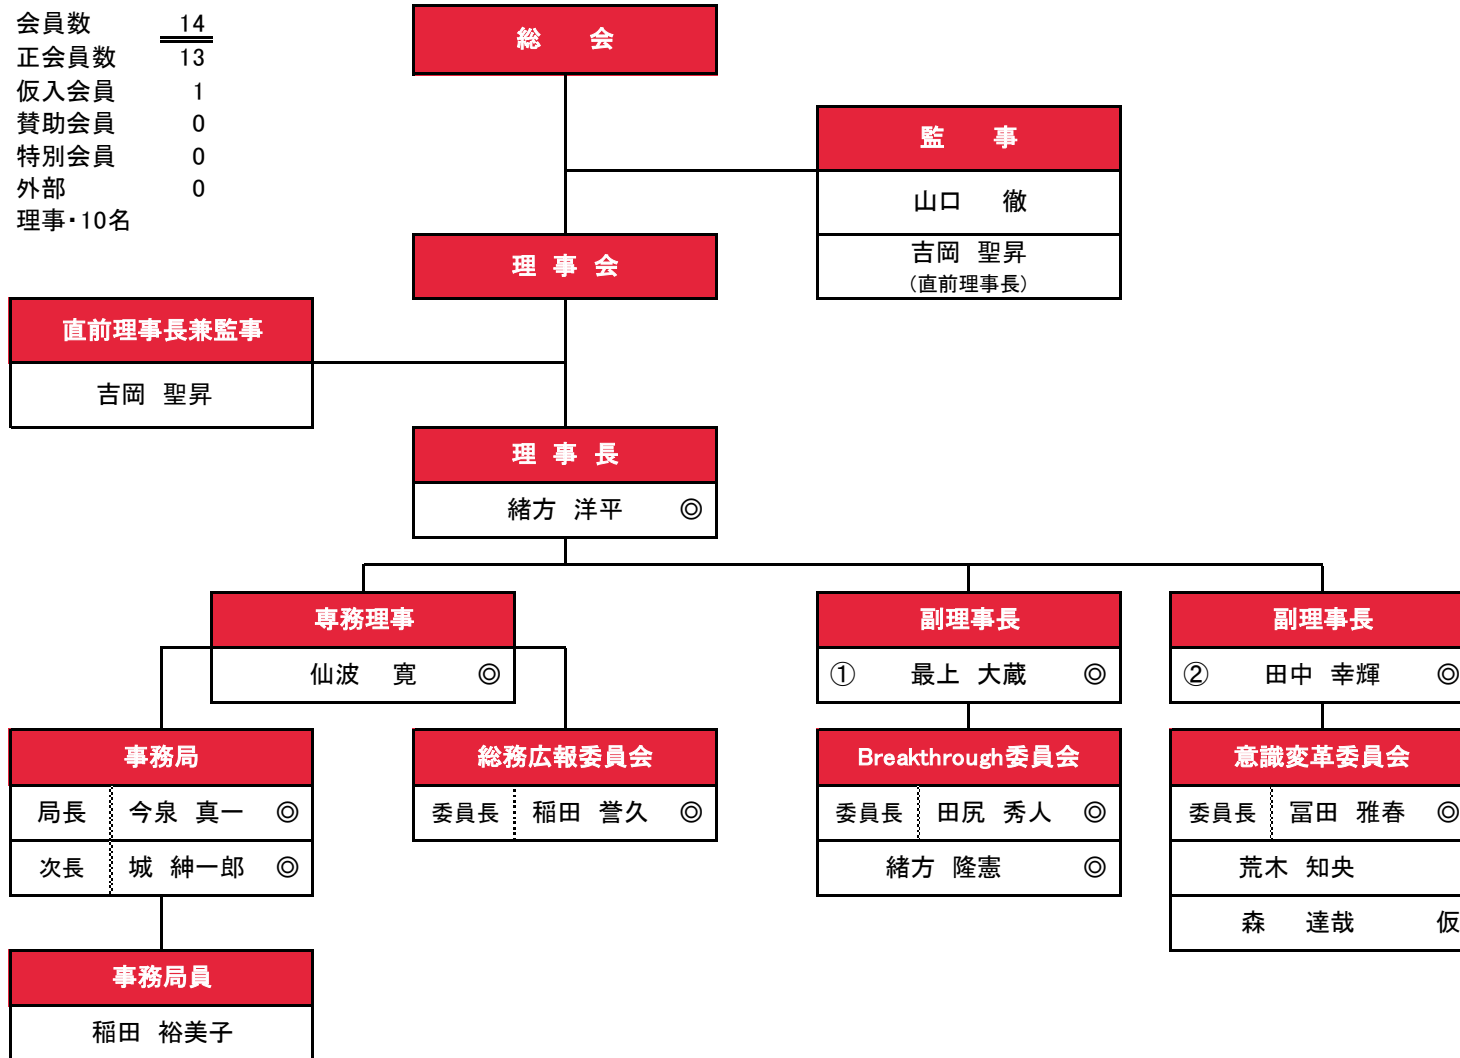 会員数 14
正会員数 13
仮入会員 1
賛助会員 0
特別会員 0
外部 0
理事・10名
総 会
監 事
山口 徹
吉岡 聖昇
(直前理事長)
理 事 会
直前理事長兼監事
吉岡 聖昇
理 事 長
緒方 洋平 ◎
専務理事
仙波 寛 ◎
副理事長
① 最上 大蔵 ◎
副理事長
② 田中 幸輝 ◎
事務局
局長 今泉 真一 ◎
次長 城 紳一郎 ◎
総務広報委員会
委員長 稲田 誉久 ◎
Breakthrough委員会
委員長 田尻 秀人 ◎
緒方 隆憲 ◎
意識変革委員会
委員長 冨田 雅春 ◎
荒木 知央
森 達哉 仮
事務局員
稲田 裕美子